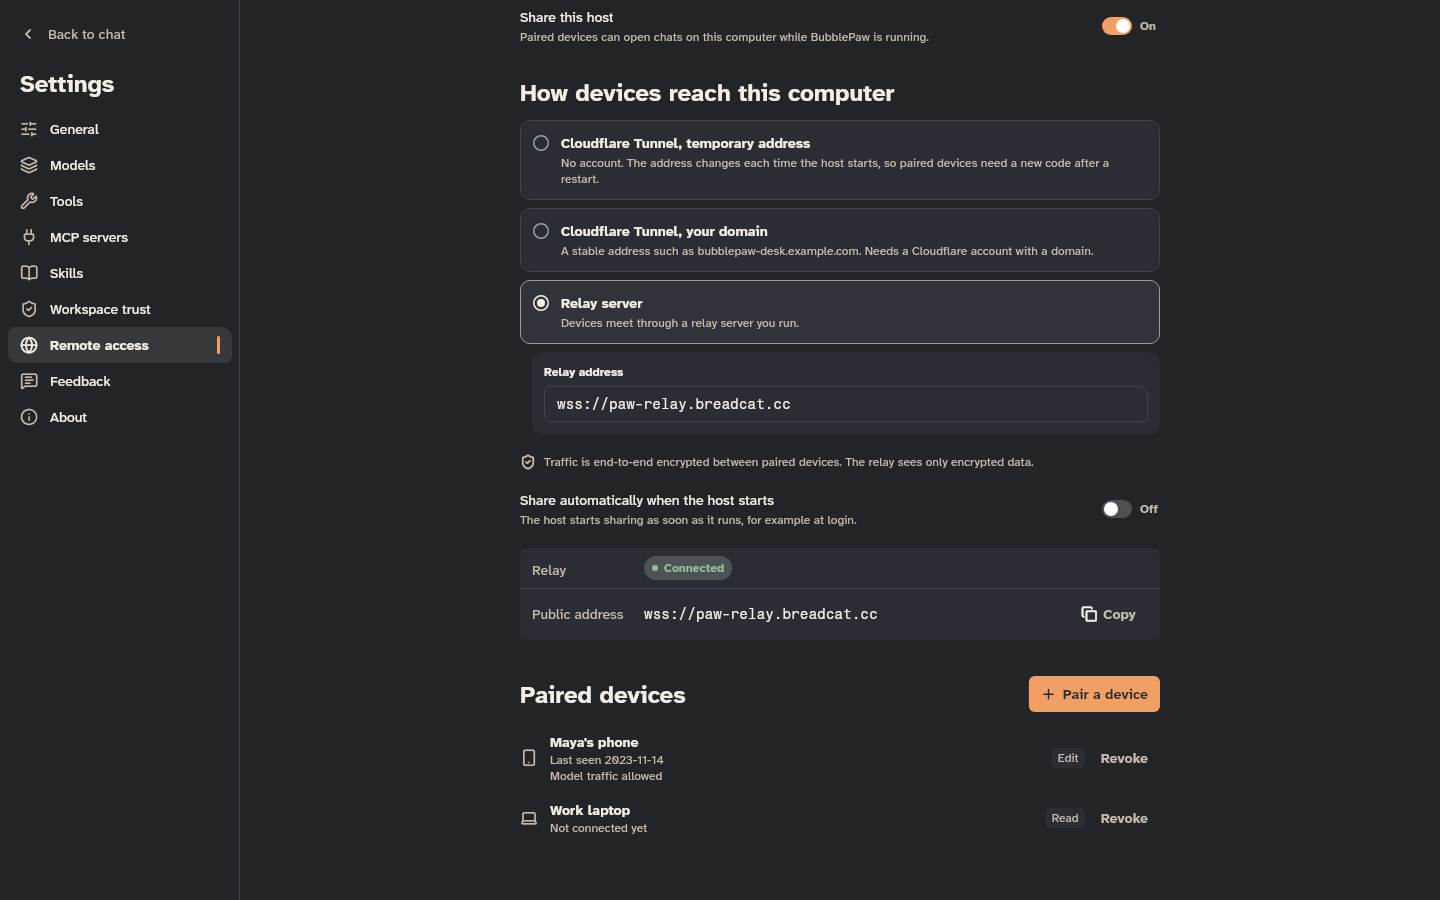 Back to chat
Settings
General
Models
Tools
MCP servers
Skills
Workspace trust
Remote access
Feedback
About
Share this host
Paired devices can open chats on this computer while BubblePaw is running.
On
How devices reach this computer
Cloudflare Tunnel, temporary address
No account. The address changes each time the host starts, so paired devices need a new code after a
restart.
Cloudflare Tunnel, your domain
A stable address such as bubblepaw-desk.example.com. Needs a Cloudflare account with a domain.
Relay server
Devices meet through a relay server you run.
Relay address
wss://paw-relay.breadcat.cc
Traffic is end-to-end encrypted between paired devices. The relay sees only encrypted data.
Share automatically when the host starts
The host starts sharing as soon as it runs, for example at login.
Off
Relay
Connected
Public address
wss://paw-relay.breadcat.cc
Copy
Paired devices
Pair a device
Maya's phone
Last seen 2023-11-14
Model traffic allowed
Edit
Revoke
Work laptop
Not connected yet
Read
Revoke